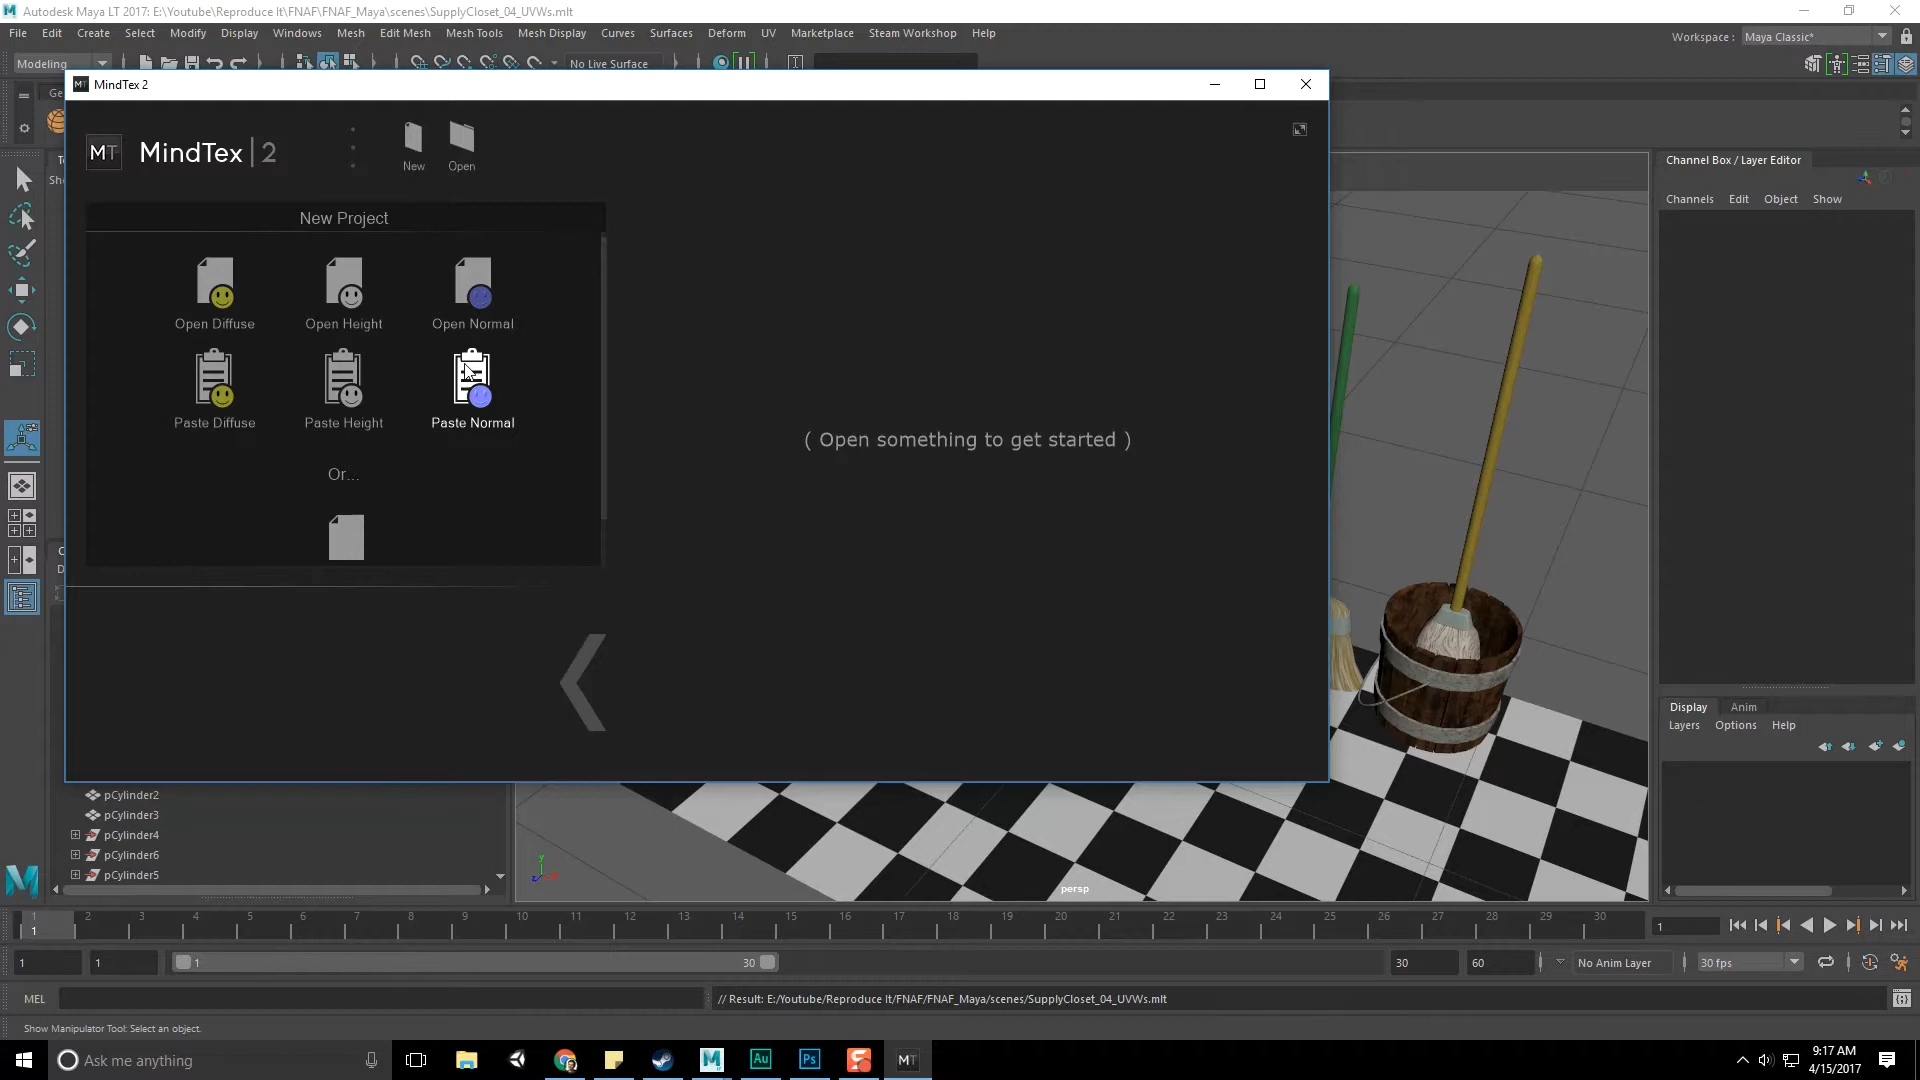 Autodesk Maya LT 2017: E:\Youtube\Reproduce It\FNAF\FNAF_Maya\scenes\SupplyCloset_04_UVWs.mlt
File Edit Create Select Modify Display Windows Mesh Edit Mesh Mesh Tools Mesh Display Curves Surfaces Deform UV Marketplace Steam Workshop Help
Workspace : Maya Classic*
Modeling No Live Surface
MT MindTex 2
MT MindTex | 2
New Open
New Project
Open Diffuse Open Height Open Normal
Paste Diffuse Paste Height Paste Normal
Or...
( Open something to get started )
Channel Box / Layer Editor
Channels Edit Object Show
Display Anim
Layers Options Help
pCylinder2
pCylinder3
pCylinder4
pCylinder6
pCylinder5
y
persp
1 2 3 4 5 6 7 8 9 10 11 12 13 14 15 16 17 18 19 20 21 22 23 24 25 26 27 28 29 30
1 1
1 1 1 30 30 60 No Anim Layer 30 fps
MEL // Result: E:/Youtube/Reproduce It/FNAF/FNAF_Maya/scenes/SupplyCloset_04_UVWs.mlt
Show Manipulator Tool: Select an object.
Ask me anything Au Ps MT
9:17 AM
4/15/2017